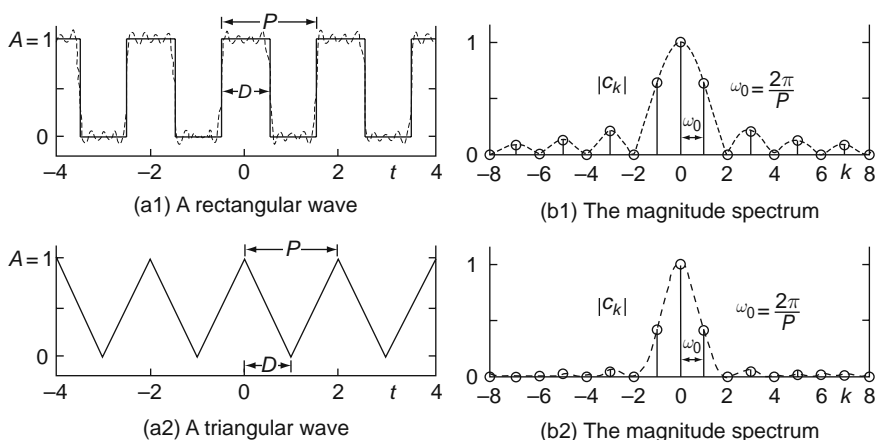 A = 1
0
P
D
−4 −2 0 2 t 4
(a1) A rectangular wave
1
0
|c_k|
ω_0 = 2π/P
ω_0
−8 −6 −4 −2 0 2 4 6 k 8
(b1) The magnitude spectrum
A = 1
0
P
D
−4 −2 0 2 t 4
(a2) A triangular wave
1
0
|c_k|
ω_0 = 2π/P
ω_0
−8 −6 −4 −2 0 2 4 6 k 8
(b2) The magnitude spectrum